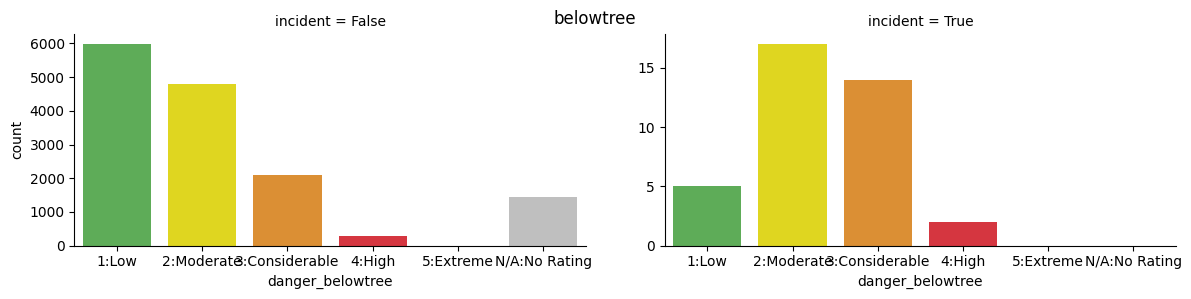 belowtree
incident = False
incident = True
count
6000
5000
4000
3000
2000
1000
0
1:Low
2:Moderate
3:Considerable
4:High
5:Extreme
N/A:No Rating
danger_belowtree
15
10
5
0
1:Low
2:Moderate
3:Considerable
4:High
5:Extreme
N/A:No Rating
danger_belowtree